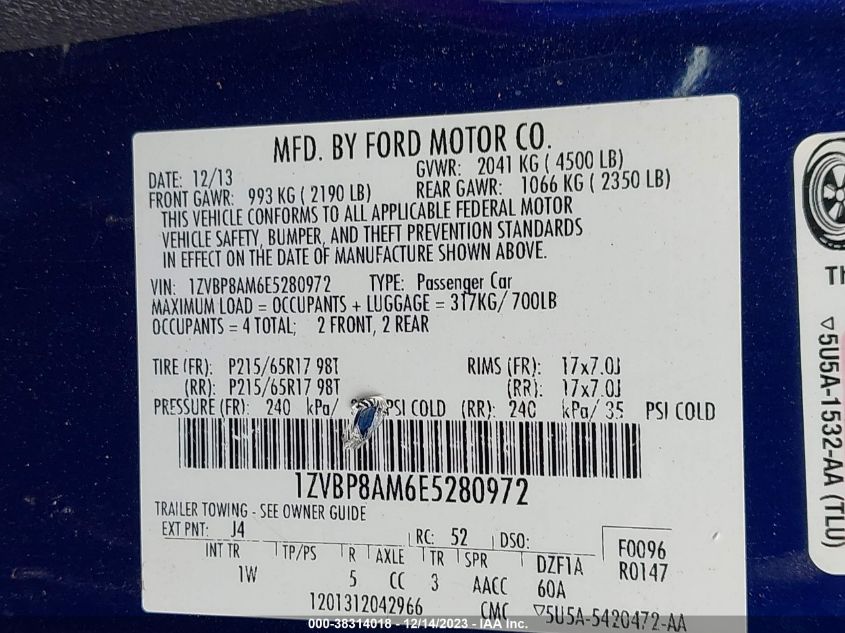 MFD. BY FORD MOTOR CO.
DATE: 12/13 GVWR: 2041 KG ( 4500 LB)
FRONT GAWR: 993 KG ( 2190 LB) REAR GAWR: 1066 KG ( 2350 LB)
THIS VEHICLE CONFORMS TO ALL APPLICABLE FEDERAL MOTOR
VEHICLE SAFETY, BUMPER, AND THEFT PREVENTION STANDARDS
IN EFFECT ON THE DATE OF MANUFACTURE SHOWN ABOVE.
VIN: 1ZVBP8AM6E5280972 TYPE: Passenger Car
MAXIMUM LOAD = OCCUPANTS + LUGGAGE = 317KG/ 700LB
OCCUPANTS = 4 TOTAL; 2 FRONT, 2 REAR
TIRE (FR): P215/65R17 98T RIMS (FR): 17x7.0J
(RR): P215/65R17 98T (RR): 17x7.0J
PRESSURE (FR): 240 kPa/ PSI COLD (RR): 240 kPa/ 35 PSI COLD
1ZVBP8AM6E5280972
TRAILER TOWING - SEE OWNER GUIDE
EXT PNT: J4 RC: 52 DSO: F0096
INT TR TP/PS R AXLE TR SPR DZF1A R0147
1W 5 CC 3 AACC 60A
1201312042966 CMC ▽5U5A-5420472-AA
▽5U5A-1532-AA (TLU)
000-38314018 - 12/14/2023 - COPART.COM